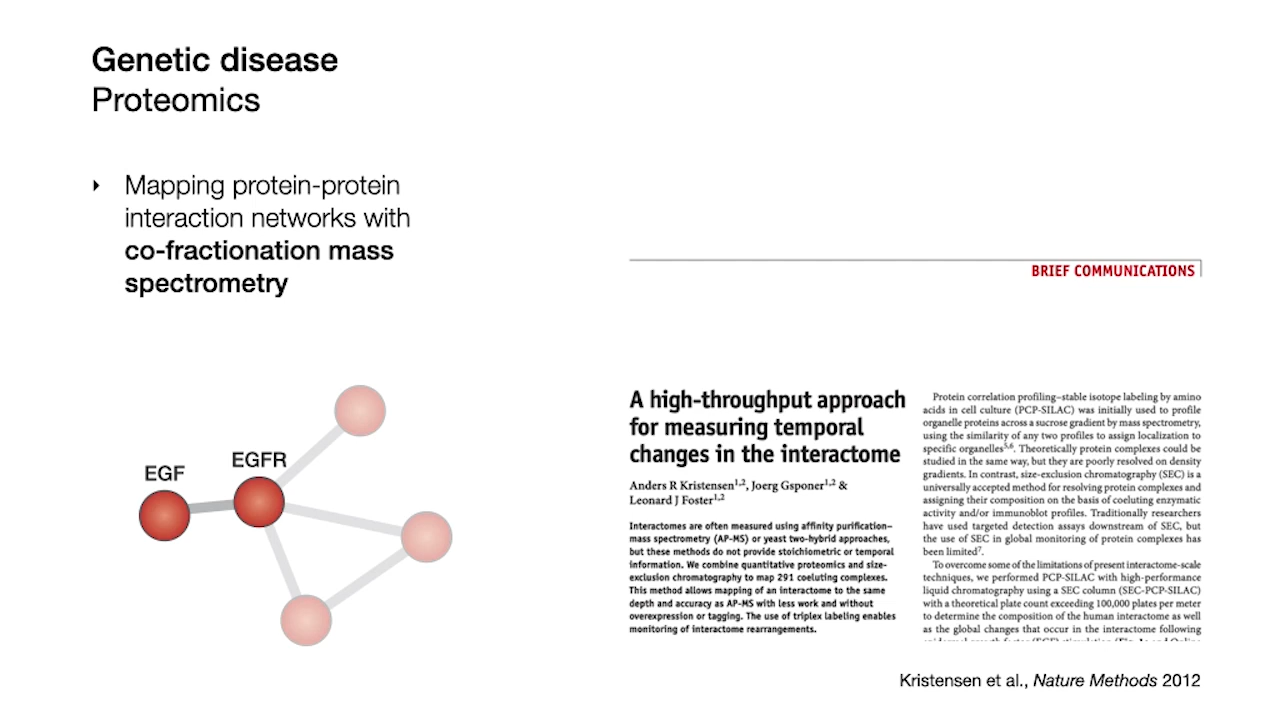 Genetic disease
Proteomics
‣ Mapping protein-protein
interaction networks with
co-fractionation mass
spectrometry
EGF
EGFR
BRIEF COMMUNICATIONS
A high-throughput approach
for measuring temporal
changes in the interactome
Anders R Kristensen1,2, Joerg Gsponer1,2 &
Leonard J Foster1,2
Interactomes are often measured using affinity purification–
mass spectrometry (AP-MS) or yeast two-hybrid approaches,
but these methods do not provide stoichiometric or temporal
information. We combine quantitative proteomics and size-
exclusion chromatography to map 291 coeluting complexes.
This method allows mapping of an interactome to the same
depth and accuracy as AP-MS with less work and without
overexpression or tagging. The use of triplex labeling enables
monitoring of interactome rearrangements.
Protein correlation profiling–stable isotope labeling by amino
acids in cell culture (PCP-SILAC) was initially used to profile
organelle proteins across a sucrose gradient by mass spectrometry,
using the similarity of any two profiles to assign localization to
specific organelles5,6. Theoretically protein complexes could be
studied in the same way, but they are poorly resolved on density
gradients. In contrast, size-exclusion chromatography (SEC) is a
universally accepted method for resolving protein complexes and
assigning their composition on the basis of coeluting enzymatic
activity and/or immunoblot profiles. Traditionally researchers
have used targeted detection assays downstream of SEC, but
the use of SEC in global monitoring of protein complexes has
been limited7.
To overcome some of the limitations of present interactome-scale
techniques, we performed PCP-SILAC with high-performance
liquid chromatography using a SEC column (SEC-PCP-SILAC)
with a theoretical plate count exceeding 100,000 plates per meter
to determine the composition of the human interactome as well
as the global changes that occur in the interactome following
Kristensen et al., Nature Methods 2012